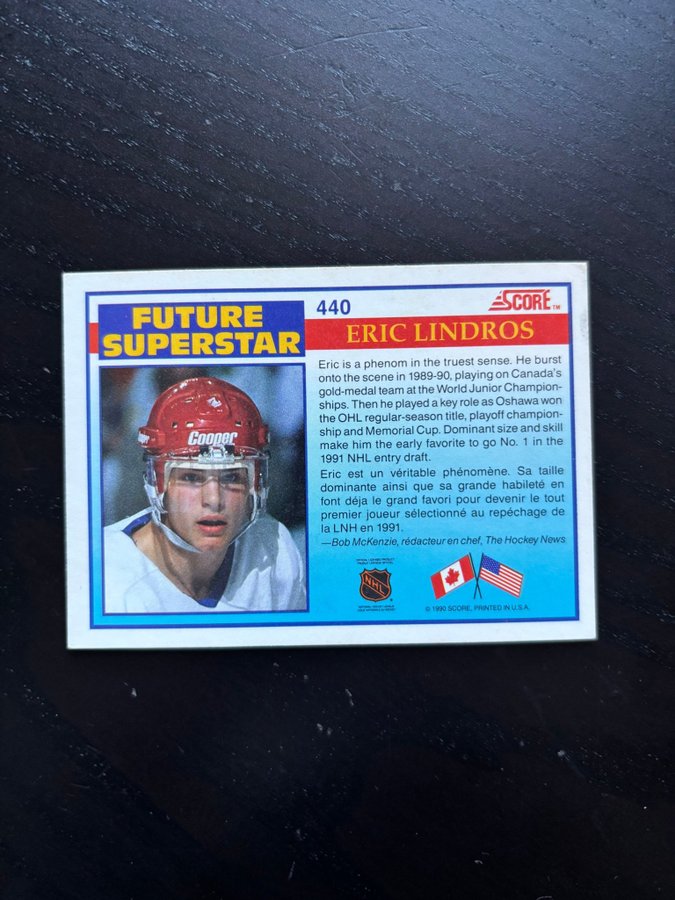 FUTURE
SUPERSTAR
Cooper
440
SCORE™
ERIC LINDROS
Eric is a phenom in the truest sense. He burst
onto the scene in 1989-90, playing on Canada's
gold-medal team at the World Junior Champion-
ships. Then he played a key role as Oshawa won
the OHL regular-season title, playoff champion-
ship and Memorial Cup. Dominant size and skill
make him the early favorite to go No. 1 in the
1991 NHL entry draft.
Eric est un véritable phénomène. Sa taille
dominante ainsi que sa grande habileté en
font déja le grand favori pour devenir le tout
premier joueur sélectionné au repéchage de
la LNH en 1991.
—Bob McKenzie, rédacteur en chef, The Hockey News
NHL
© 1990 SCORE, PRINTED IN U.S.A.